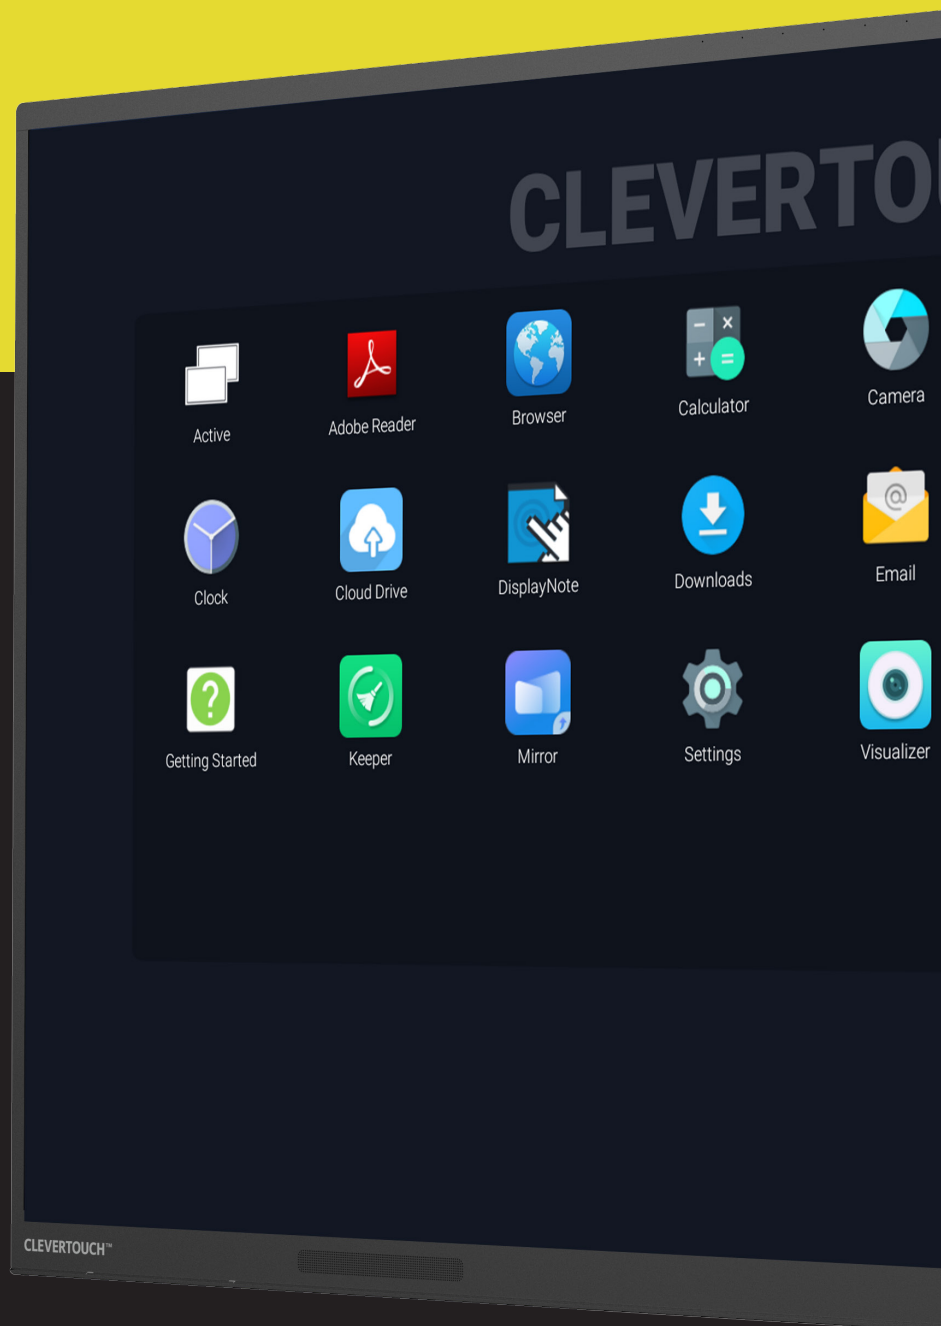 CLEVERTO
Active
Adobe Reader
Browser
Calculator
Camera
Clock
Cloud Drive
DisplayNote
Downloads
Email
Getting Started
Keeper
Mirror
Settings
Visualizer
CLEVERTOUCH™